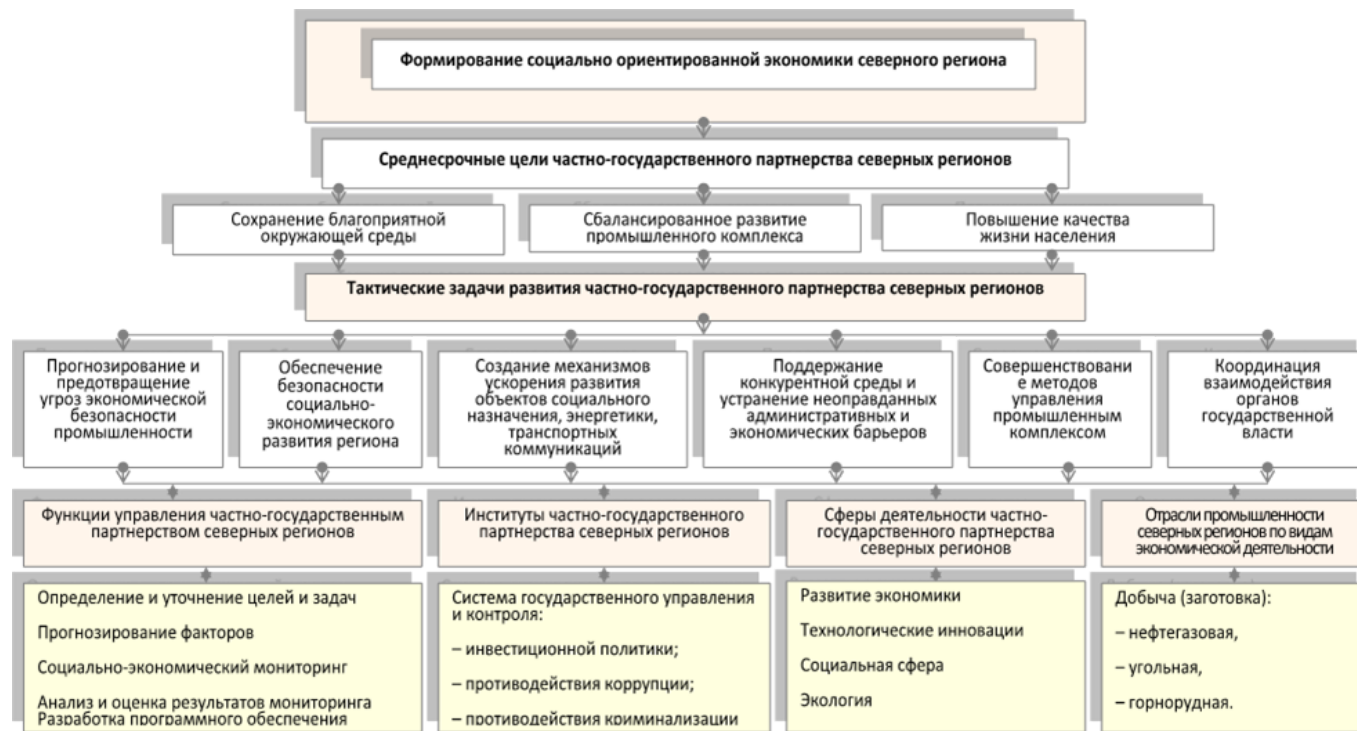 Формирование социально ориентированной экономики северного региона
Среднесрочные цели частно-государственного партнерства северных регионов
Сохранение благоприятной
окружающей среды
Сбалансированное развитие
промышленного комплекса
Повышение качества
жизни населения
Тактические задачи развития частно-государственного партнерства северных регионов
Прогнозирование и
предотвращение
угроз экономической
безопасности
промышленности
Обеспечение
безопасности
социально-
экономического
развития региона
Создание механизмов
ускорения развития
объектов социального
назначения, энергетики,
транспортных
коммуникаций
Поддержание
конкурентной среды и
устранение неоправданных
административных и
экономических барьеров
Совершенствовани
е методов
управления
промышленным
комплексом
Координация
взаимодействия
органов
государственной
власти
Функции управления частно-государственным
партнерством северных регионов
Институты частно-государственного
партнерства северных регионов
Сферы деятельности частно-
государственного партнерства
северных регионов
Отрасли промышленности
северных регионов по видам
экономической деятельности
Определение и уточнение целей и задач
Прогнозирование факторов
Социально-экономический мониторинг
Анализ и оценка результатов мониторинга
Разработка программного обеспечения
Система государственного управления
и контроля:
– инвестиционной политики;
– противодействия коррупции;
– противодействия криминализации
Развитие экономики
Технологические инновации
Социальная сфера
Экология
Добыча (заготовка):
– нефтегазовая,
– угольная,
– горнорудная.